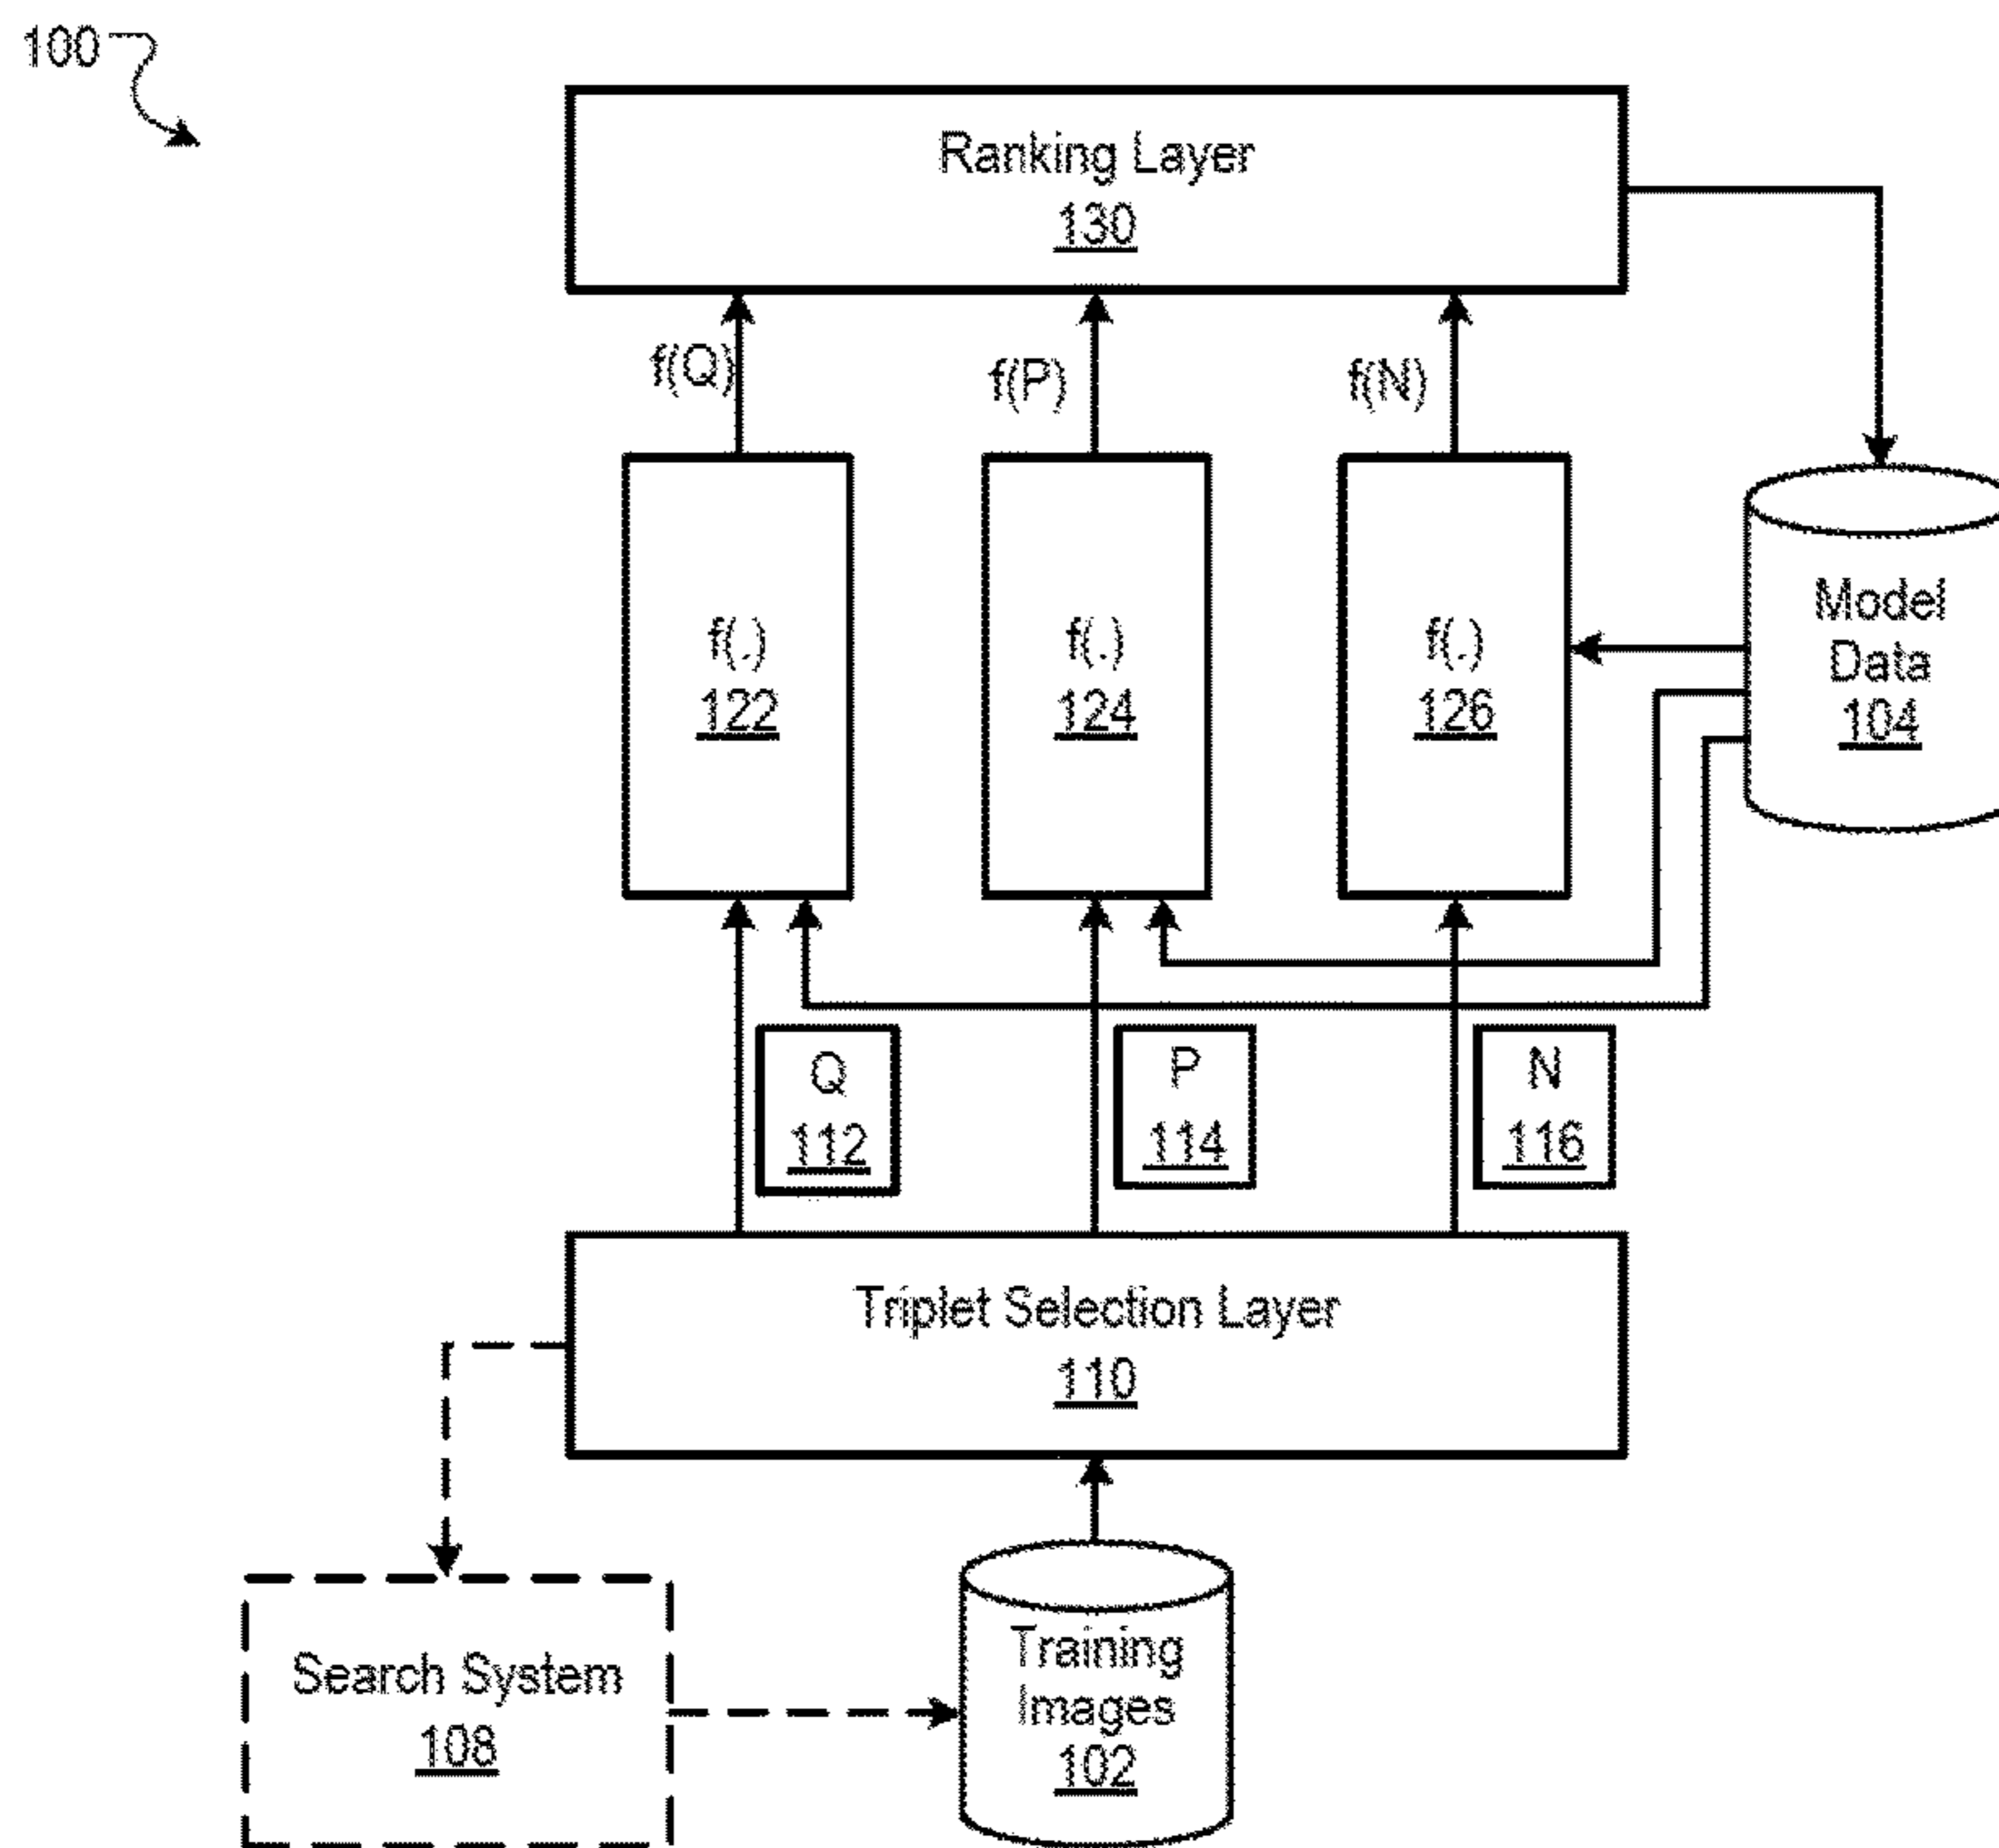 100
Ranking Layer
130
f(Q)
f(P)
f(N)
f(.)
122
f(.)
124
f(.)
126
Model
Data
104
Q
112
P
114
N
116
Triplet Selection Layer
110
Search System
108
Training
Images
102